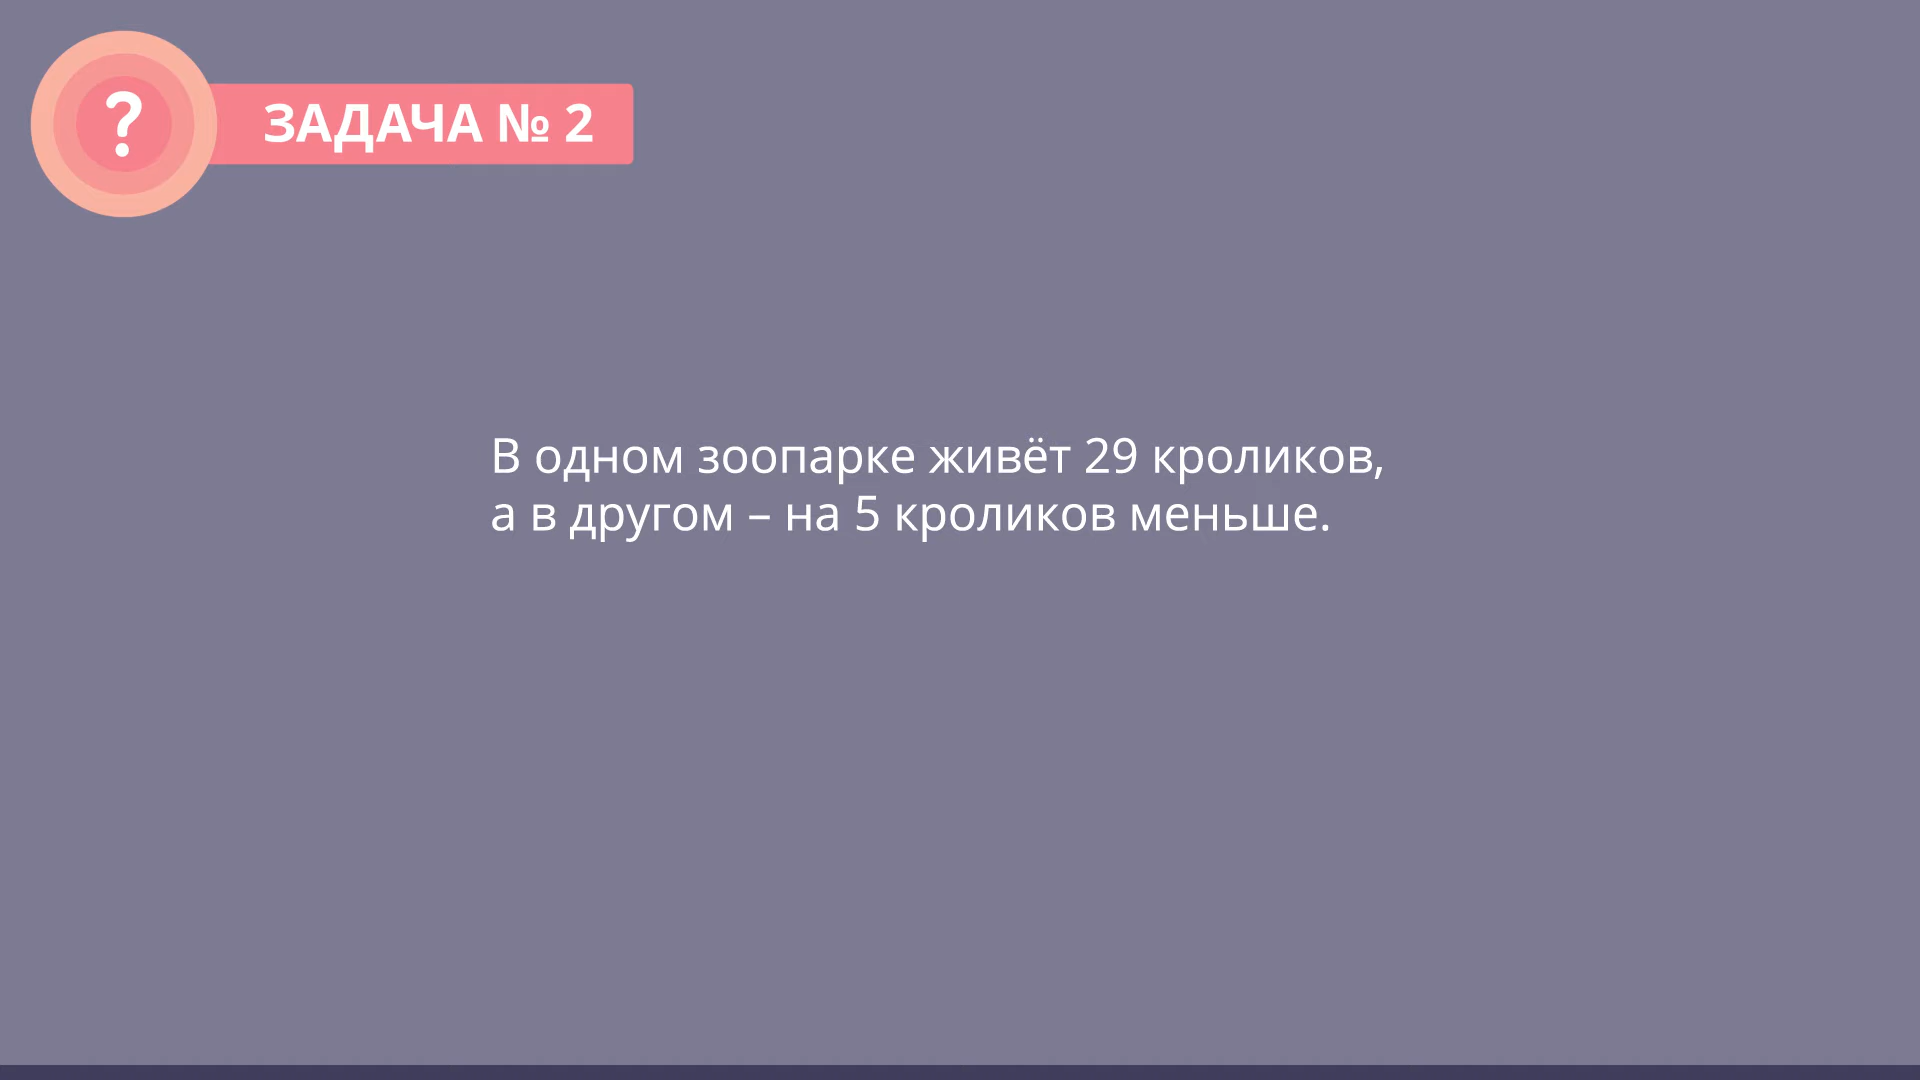 ?
ЗАДАЧА № 2
В одном зоопарке живёт 29 кроликов,
а в другом – на 5 кроликов меньше.